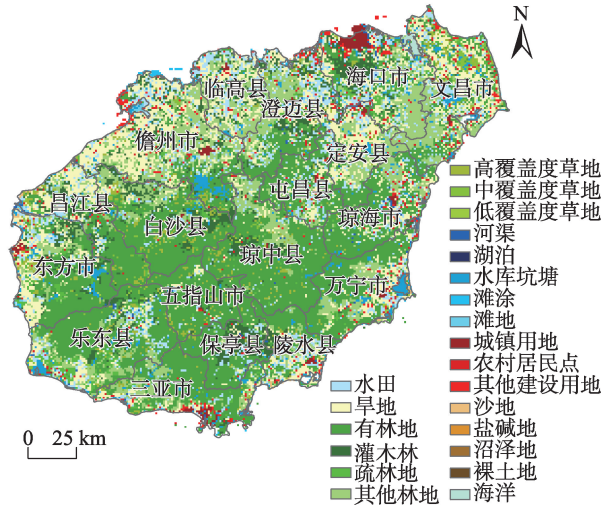 N
海口市
文昌市
临高县
澄边县
儋州市
定安县
屯昌县
昌江县
白沙县
琼海市
琼中县
东方市
五指山市
万宁市
乐东县
保亭县
陵水县
三亚市
0 25 km
水田
旱地
有林地
灌木林
疏林地
其他林地
高覆盖度草地
中覆盖度草地
低覆盖度草地
河渠
湖泊
水库坑塘
滩涂
滩地
城镇用地
农村居民点
其他建设用地
沙地
盐碱地
沼泽地
裸土地
海洋